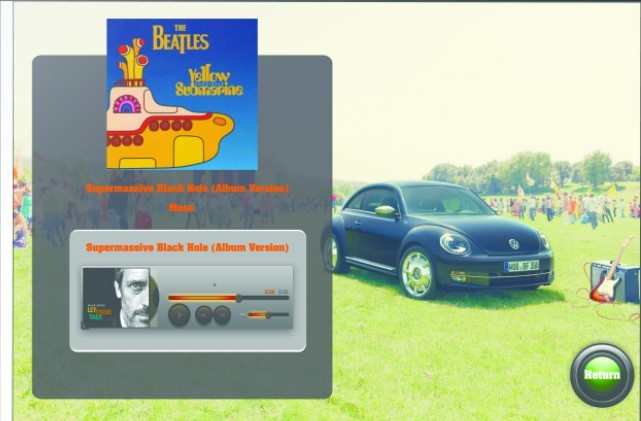 THE
BEATLES
Yellow
Submarine
Supermassive Black Hole (Album Version)
Muse
Supermassive Black Hole (Album Version)
LET
THEM
TALK
Return